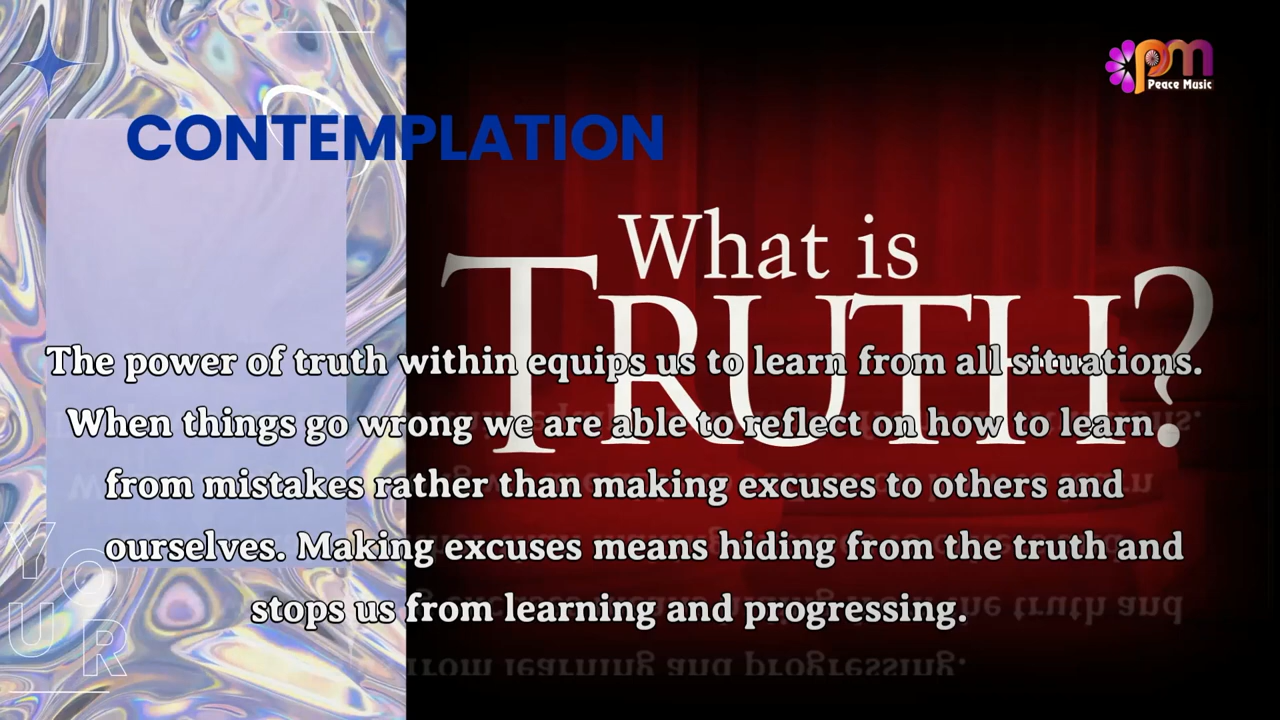 pm
Peace Music
CONTEMPLATION
What is
TRUTH?
The power of truth within equips us to learn from all situations.
When things go wrong we are able to reflect on how to learn
from mistakes rather than making excuses to others and
ourselves. Making excuses means hiding from the truth and
stops us from learning and progressing.
YOUR